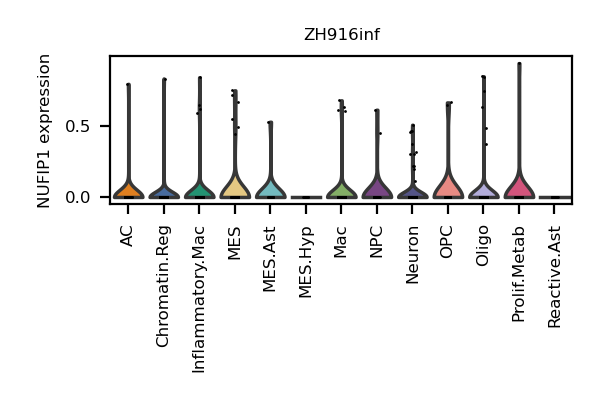 ZH916inf
NUFIP1 expression
0.5
0.0
AC
Chromatin.Reg
Inflammatory.Mac
MES
MES.Ast
MES.Hyp
Mac
NPC
Neuron
OPC
Oligo
Prolif.Metab
Reactive.Ast